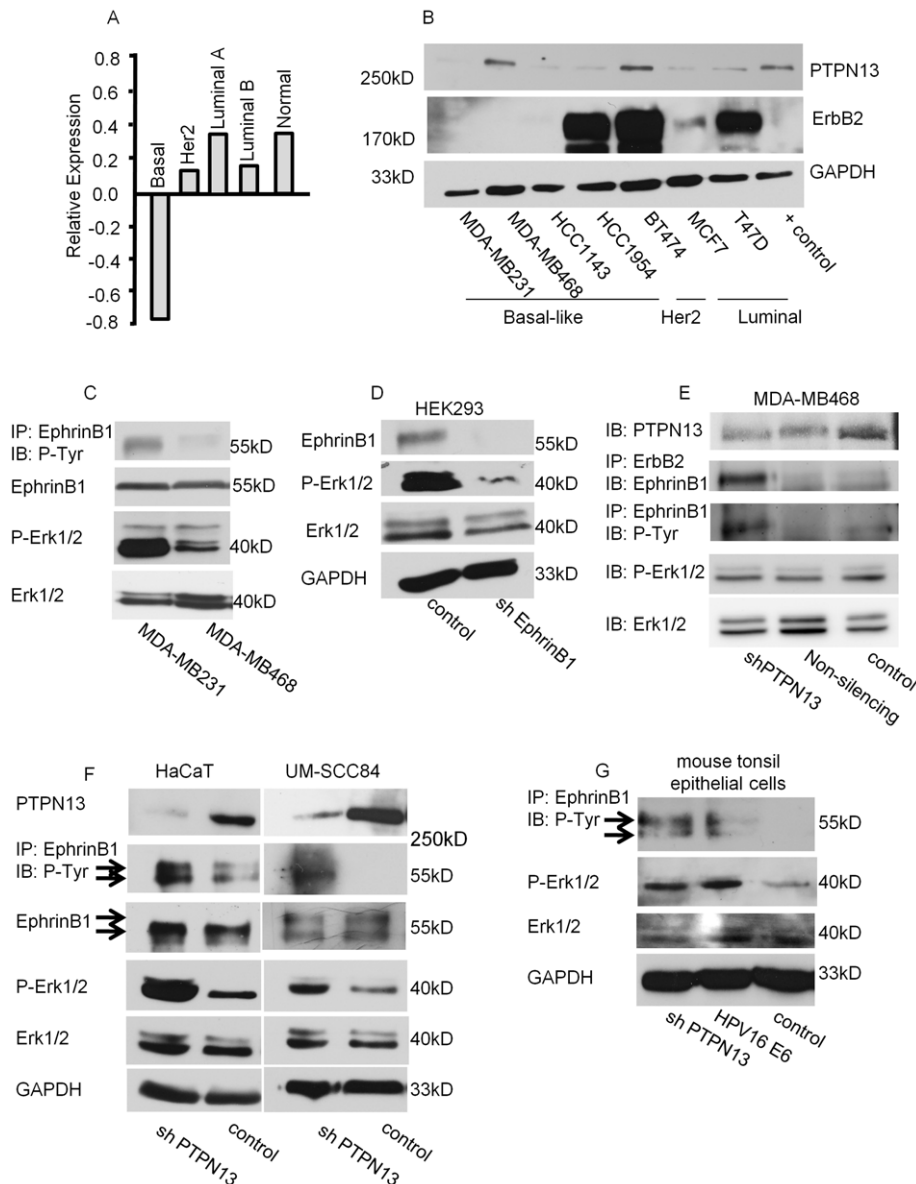 A
Relative Expression
0.8
0.6
0.4
0.2
0.0
-0.2
-0.4
-0.6
-0.8
Basal
Her2
Luminal A
Luminal B
Normal
B
250kD
PTPN13
170kD
ErbB2
33kD
GAPDH
MDA-MB231
MDA-MB468
HCC1143
HCC1954
BT474
MCF7
T47D
+ control
Basal-like
Her2
Luminal
C
IP: EphrinB1
IB: P-Tyr
55kD
EphrinB1
55kD
P-Erk1/2
40kD
Erk1/2
40kD
MDA-MB231
MDA-MB468
D
HEK293
EphrinB1
55kD
P-Erk1/2
40kD
Erk1/2
40kD
GAPDH
33kD
control
sh EphrinB1
E
MDA-MB468
IB: PTPN13
IP: ErbB2
IB: EphrinB1
IP: EphrinB1
IB: P-Tyr
IB: P-Erk1/2
IB: Erk1/2
shPTPN13
Non-silencing
control
F
HaCaT
UM-SCC84
PTPN13
250kD
IP: EphrinB1
IB: P-Tyr
55kD
EphrinB1
55kD
P-Erk1/2
40kD
Erk1/2
40kD
GAPDH
33kD
sh PTPN13
control
sh PTPN13
control
G
mouse tonsil
epithelial cells
IP: EphrinB1
IB: P-Tyr
55kD
P-Erk1/2
40kD
Erk1/2
40kD
GAPDH
33kD
sh PTPN13
HPV16 E6
control